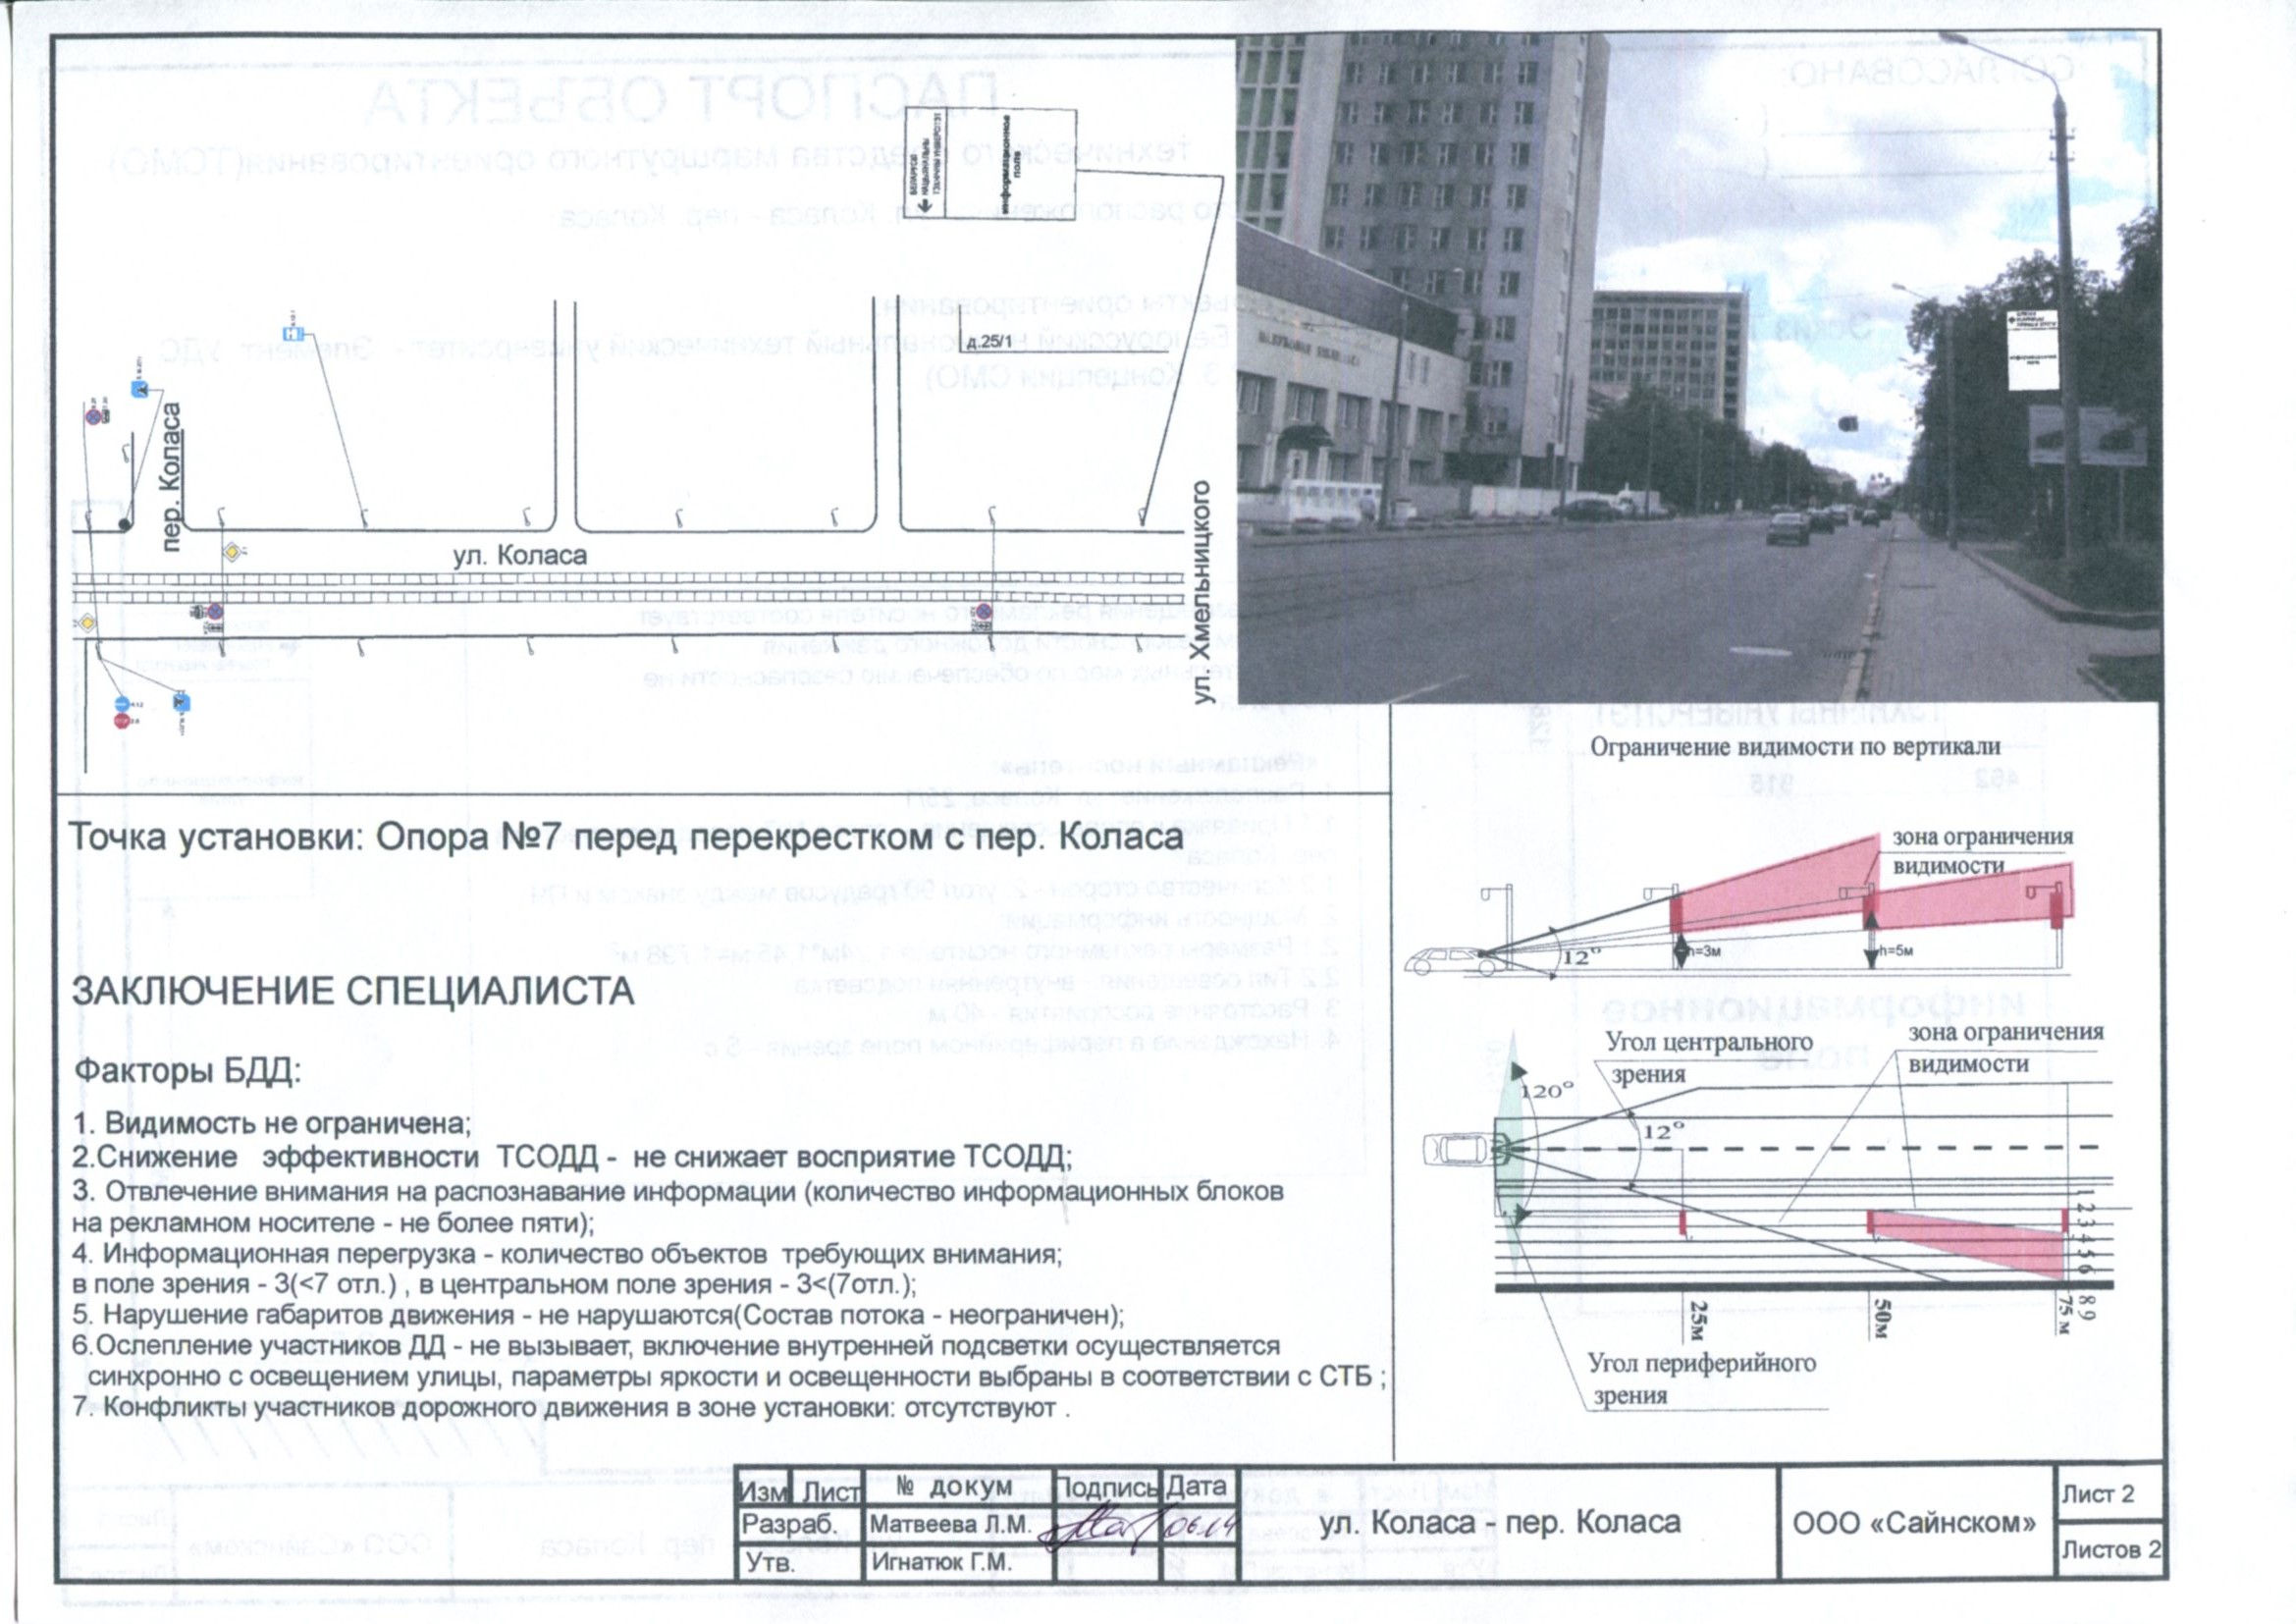 БЕЛАРУСКІ
НАЦЫЯНАЛЬНЫ
ТЭХНІЧНЫ УНІВЕРСІТЭТ
информационное
поле
д.25/1
пер. Коласа
ул. Коласа
ул. Хмельницкого
Точка установки: Опора №7 перед перекрестком с пер. Коласа
ЗАКЛЮЧЕНИЕ СПЕЦИАЛИСТА
Факторы БДД:
1. Видимость не ограничена;
2.Снижение эффективности ТСОДД - не снижает восприятие ТСОДД;
3. Отвлечение внимания на распознавание информации (количество информационных блоков
на рекламном носителе - не более пяти);
4. Информационная перегрузка - количество объектов требующих внимания;
в поле зрения - 3(<7 отл.) , в центральном поле зрения - 3<(7отл.);
5. Нарушение габаритов движения - не нарушаются(Состав потока - неограничен);
6.Ослепление участников ДД - не вызывает, включение внутренней подсветки осуществляется
синхронно с освещением улицы, параметры яркости и освещенности выбраны в соответствии с СТБ ;
7. Конфликты участников дорожного движения в зоне установки: отсутствуют .
Ограничение видимости по вертикали
зона ограничения
видимости
12°
h=3м
h=5м
Угол центрального
зрения
зона ограничения
видимости
120°
12°
1 2 3 4 5 6 8 9
25м
50м
75 м
Угол периферийного
зрения
Изм Лист № докум Подпись Дата
Разраб. Матвеева Л.М. 06.14
Утв. Игнатюк Г.М.
ул. Коласа - пер. Коласа
ООО «Сайнском»
Лист 2
Листов 2